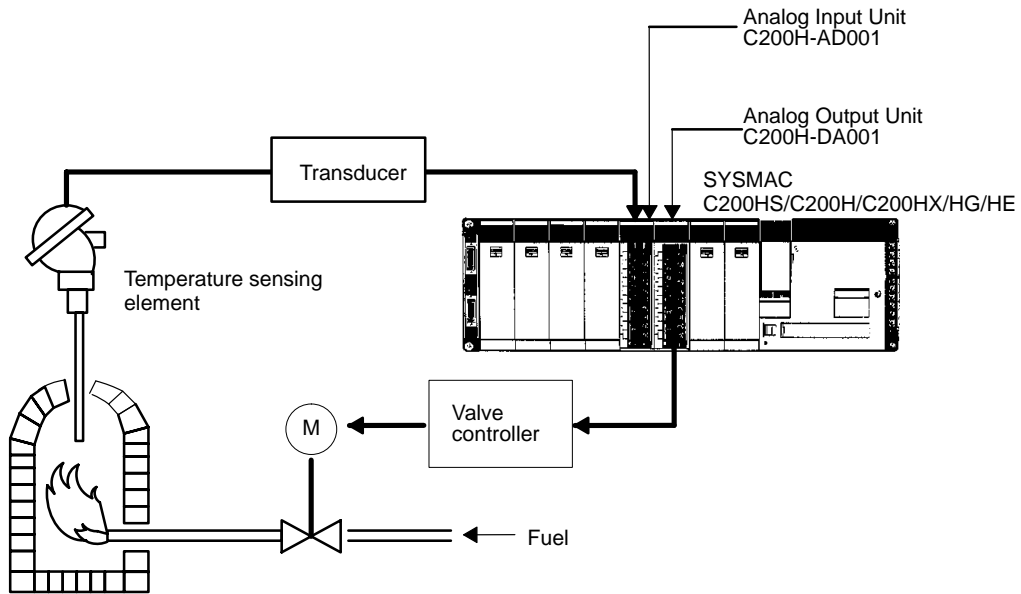 Analog Input Unit
C200H-AD001
Analog Output Unit
C200H-DA001
Transducer
SYSMAC
C200HS/C200H/C200HX/HG/HE
Temperature sensing
element
Valve
controller
M
Fuel